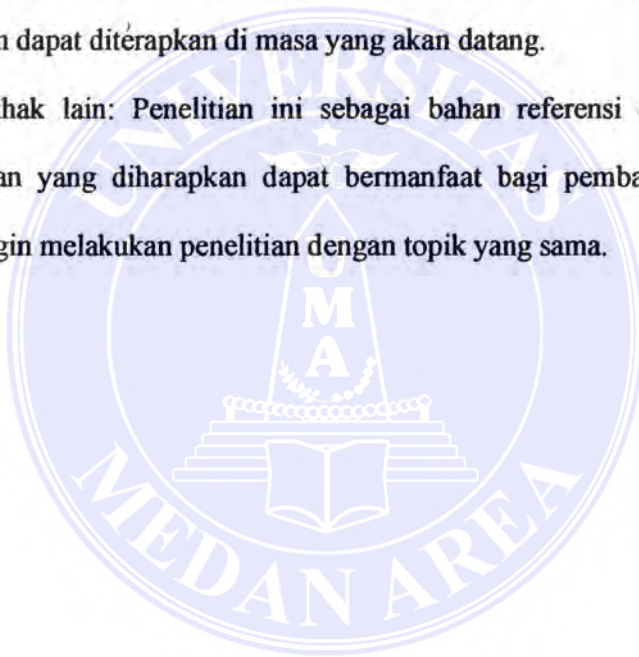 dapat diterapkan di masa yang akan datang.
hak lain: Penelitian ini sebagai bahan referensi
an yang diharapkan dapat bermanfaat bagi pemba
gin melakukan penelitian dengan topik yang sama.
UNIVERSITAS
U
M
A
MEDAN AREA